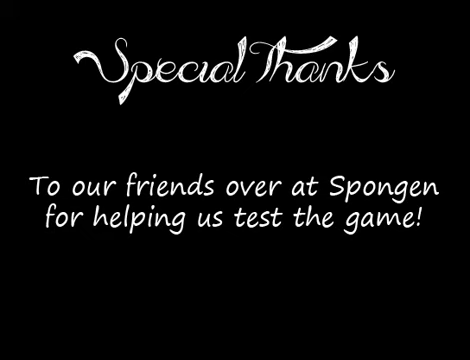 Special Thanks
To our friends over at Spongen
for helping us test the game!